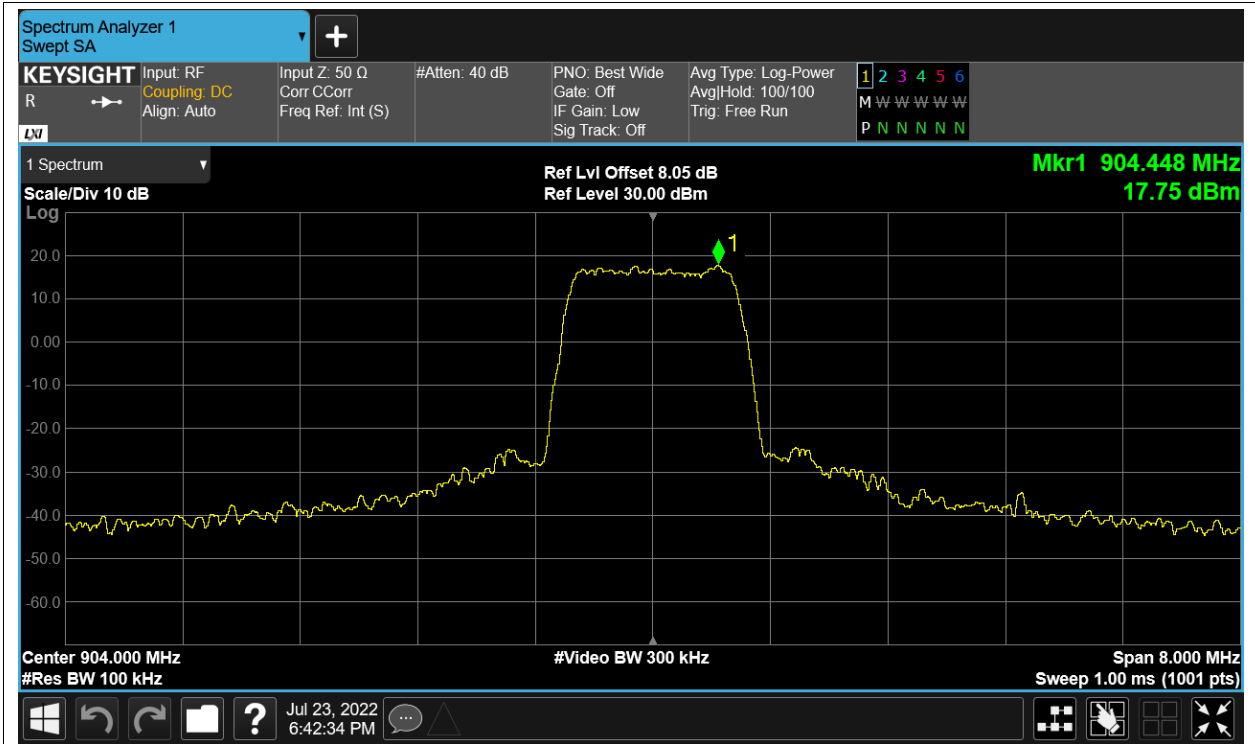 Spectrum Analyzer 1
Swept SA
KEYSIGHT
R
LXI
Input: RF
Coupling: DC
Align: Auto
Input Z: 50 Ω
Corr CCorr
Freq Ref: Int (S)
#Atten: 40 dB
PNO: Best Wide
Gate: Off
IF Gain: Low
Sig Track: Off
Avg Type: Log-Power
Avg|Hold: 100/100
Trig: Free Run
1 2 3 4 5 6
M W W W W W
P N N N N N
1 Spectrum
Scale/Div 10 dB
Log
Ref Lvl Offset 8.05 dB
Ref Level 30.00 dBm
Mkr1 904.448 MHz
17.75 dBm
1
20.0
10.0
0.00
-10.0
-20.0
-30.0
-40.0
-50.0
-60.0
Center 904.000 MHz
#Video BW 300 kHz
Span 8.000 MHz
#Res BW 100 kHz
Sweep 1.00 ms (1001 pts)
?
Jul 23, 2022
6:42:34 PM